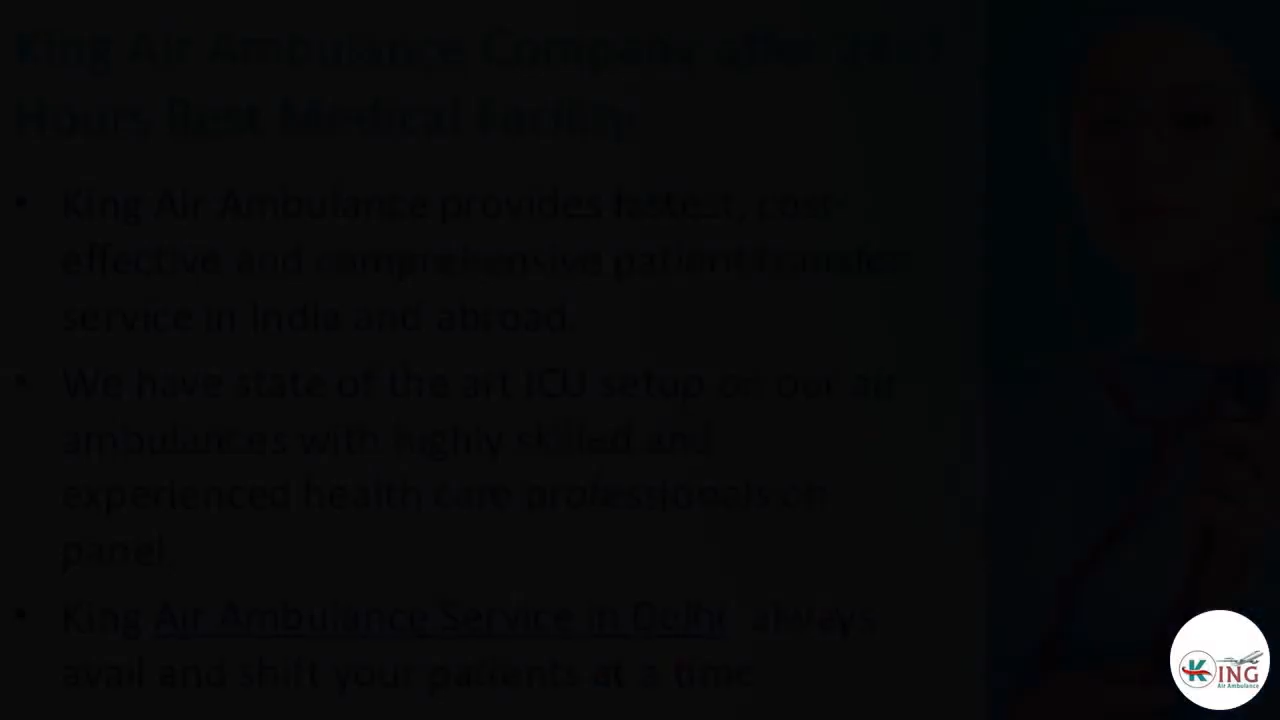 King Air Ambulance Company offer 24*7
Hours Best Medical Facility
• King Air Ambulance provides fastest, cost
effective and comprehensive patient transfer
service in India and abroad.
• We have state of the art ICU setup on our air
ambulances with highly skilled and
experienced health care professionals on
panel
• King Air Ambulance Service in Delhi always
avail and shift your patients at a time
KING
Air Ambulance